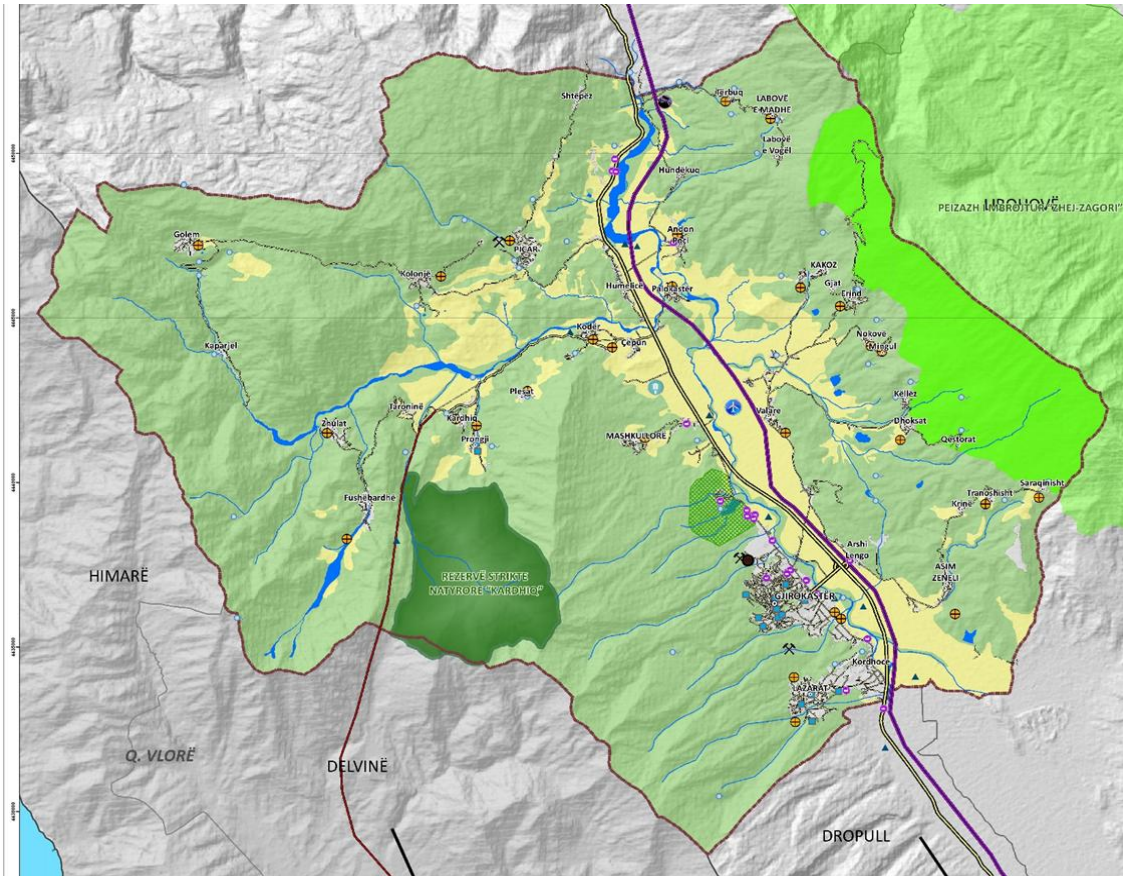 Shtëpëz
Tërbuq
LABOVË
E MADHE
Labovë
e Vogël
Hundëkuq
PEIZAZH I MBROJTUR "ZHEJ-ZAGORI"
Golem
PICAR
Andon
Poçi
Kolonjë
KAKOZ
Gjat
Erind
Humelicë
Palokastër
Kodër
Çepun
Nokovë
Mingul
Kaparjel
Plesat
Këllëz
Taroninë
Kardhiq
Valare
Dhoksat
Zhulat
Prongji
MASHKULLORË
Qestorat
Fushëbardhë
Saraqinisht
Tranoshisht
Krinë
Arshi
Lengo
HIMARË
REZERVË STRIKTE
NATYRORE "KARDHIQ"
ASIM
ZENELI
GJIROKASTËR
Kordhocë
LAZARAT
Q. VLORË
DELVINË
DROPULL